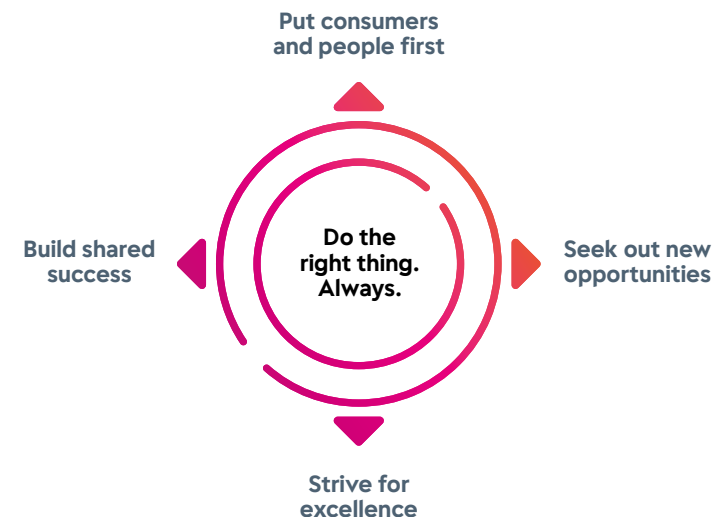 Put consumers
and people first
Build shared
success
Do the
right thing.
Always.
Seek out new
opportunities
Strive for
excellence